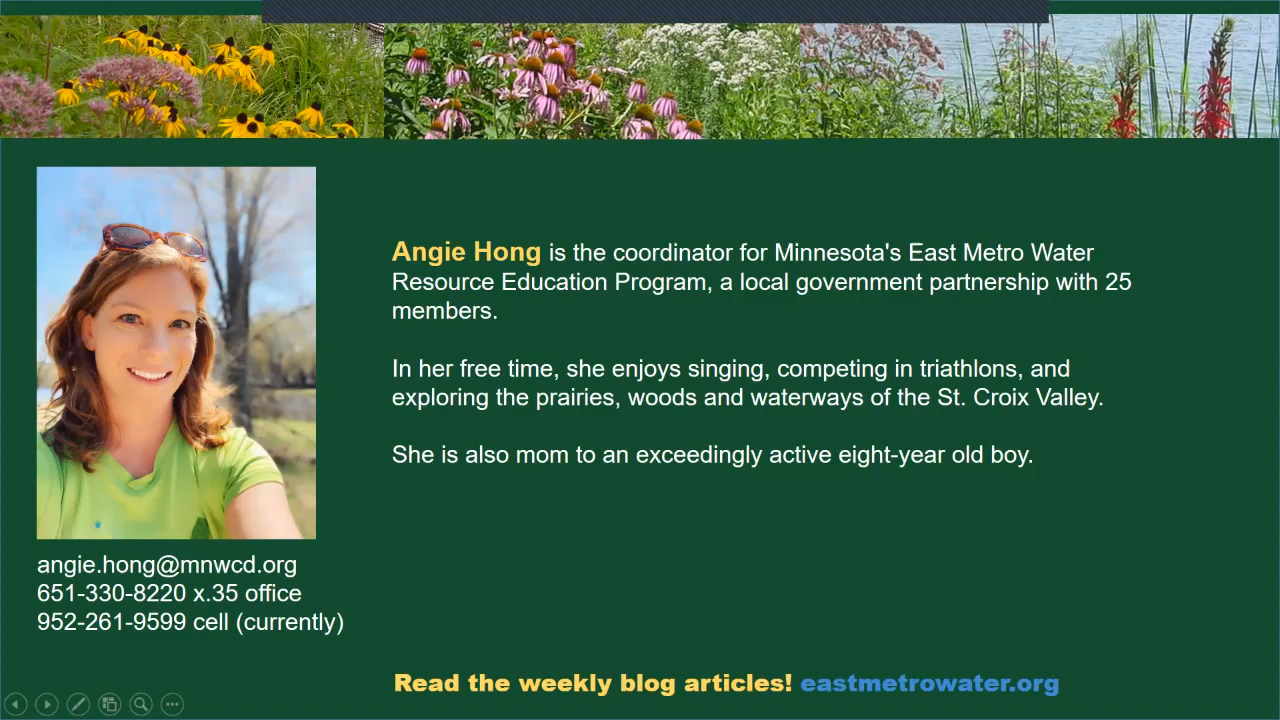 Angie Hong is the coordinator for Minnesota's East Metro Water
Resource Education Program, a local government partnership with 25
members.
In her free time, she enjoys singing, competing in triathlons, and
exploring the prairies, woods and waterways of the St. Croix Valley.
She is also mom to an exceedingly active eight-year old boy.
angie.hong@mnwcd.org
651-330-8220 x.35 office
952-261-9599 cell (currently)
Read the weekly blog articles! eastmetrowater.org